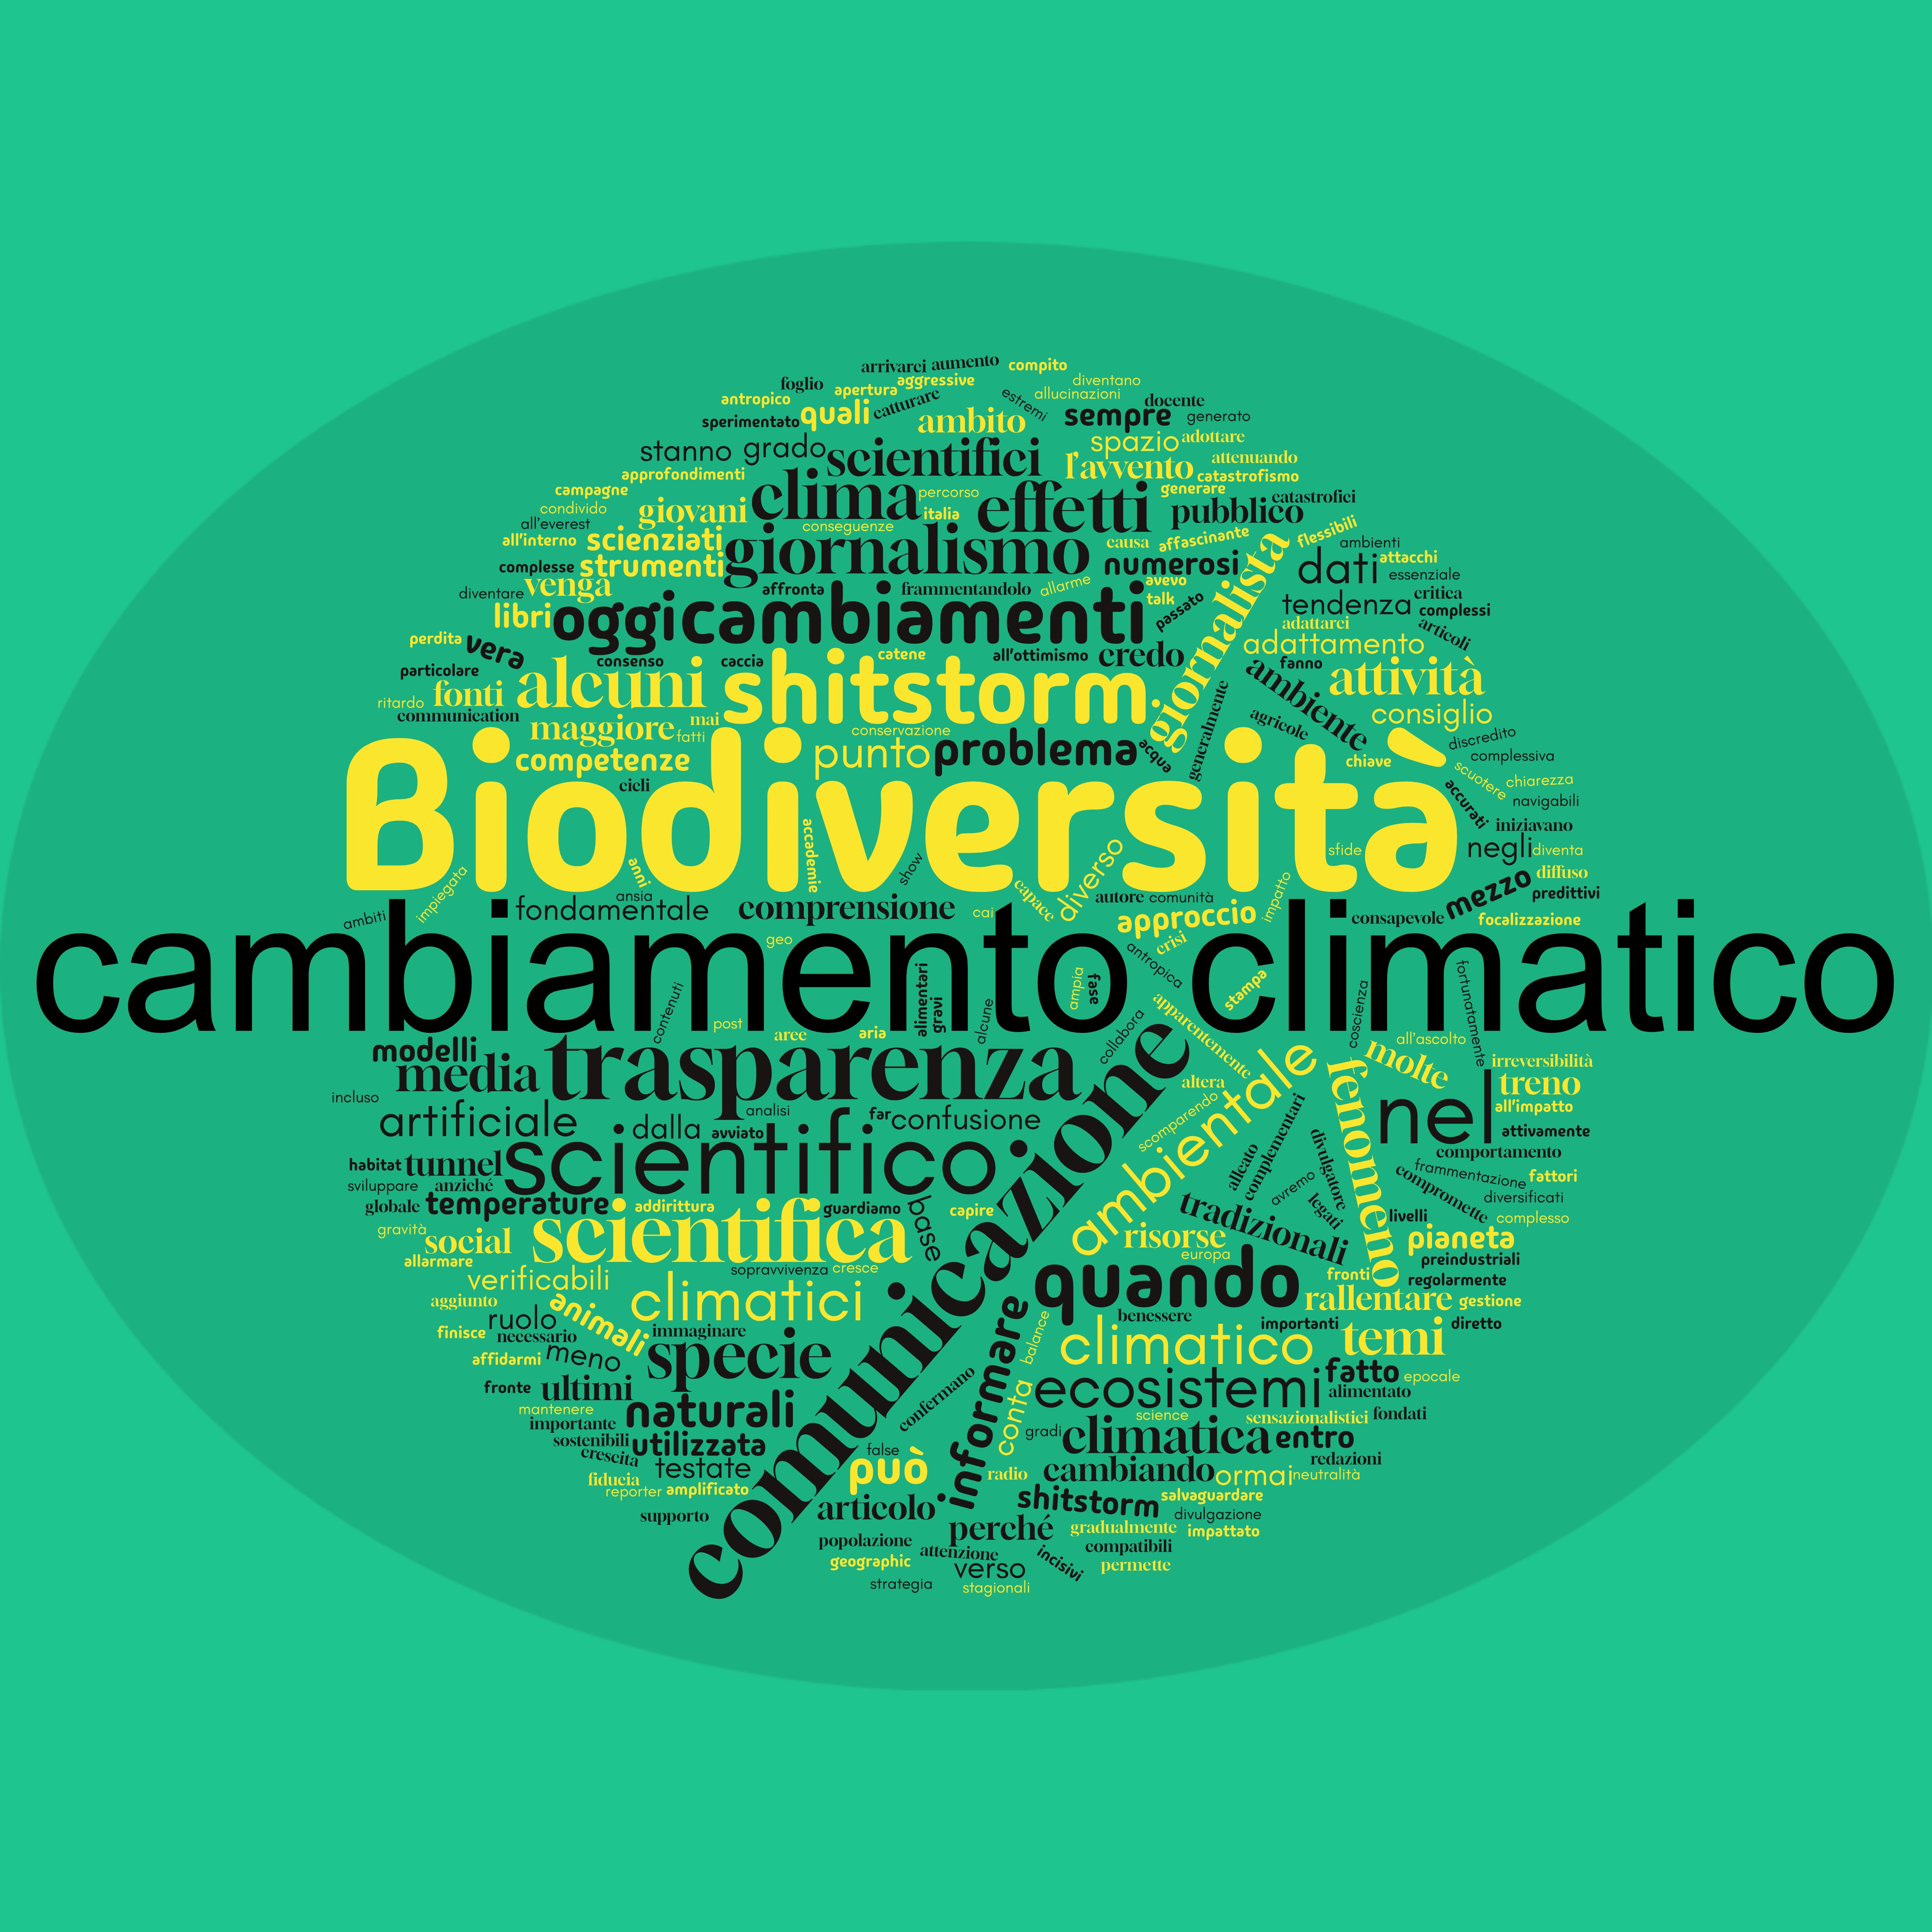 arrivarci aumento compito
foglio apertura aggressive diventano
antropico quali catturare estremi allucinazioni docente
sperimentato ambito sempre generato
stanno grado scientifici spazio adottare
approfondimenti l'avvento attenuando
campagne clima percorso effetti generare catastrofismo
condivido giovani italia pubblico catastrofici
all'everest conseguenze flessibili
all'interno scienziati giornalismo causa affascinante ambienti
complesse strumenti numerosi giornalista dati attacchi
venga affronta frammentandolo allarme avevo essenziale
diventare talk passato tendenza critica
libri oggi cambiamenti complessi
adattarci articoli
perdita vera adattamento
consenso caccia catene all'ottimismo credo fanno
particolare ambiente attività
ritardo fonti alcuni shitstorm generalmente
communication mai agricole consiglio
maggiore fatti conservazione discredito
competenze punto problema acqua chiave complessiva
cicli scuotere chiarezza
Biodiversità accurati navigabili
accademie iniziavano
anni show diverso sfide negli diventa
impiegata ansia capace impatto mezzo diffuso
ambiti fondamentale comprensione cai autore comunità predittivi
approccio consapevole focalizzazione
geo crisi
cambiamento climatico
antropica
contenuti alimentari gravi alcune ampia fase stampa coscienza fortunatamente
post aree aria collabora apparentemente
modelli all'ascolto
media trasparenza molte irreversibilità
incluso altera treno
artificiale analisi far confusione scomparendo ambientale fenomeno nel all'impatto
dalla avviato attivamente
habitat tunnel scientifico comunicazione alleato complementari divulgatore comportamento
sviluppare anziché avremo frammentazione fattori
globale temperature addirittura guardiamo capire legati compromette diversificati
gravità base tradizionali livelli complesso
social scientifica risorse pianeta
allarmare europa preindustriali
verificabili sopravvivenza cresce quando fronti regolarmente
aggiunto animali climatici rallentare gestione
ruolo benessere
finisce necessario immaginare informare balance importanti diretto
affidarmi meno specie climatico temi
fronte ultimi confermano conta ecosistemi fatto epocale
mantenere alimentato
importante naturali science sensazionalistici fondati
sostenibili utilizzata gradi climatica entro
crescita false redazioni
testate può radio cambiando ormai neutralità
fiducia
reporter amplificato shitstorm salvaguardare
supporto articolo divulgazione
popolazione perché gradualmente impattato
geographic attenzione incisivi compatibili
verso permette
strategia stagionali